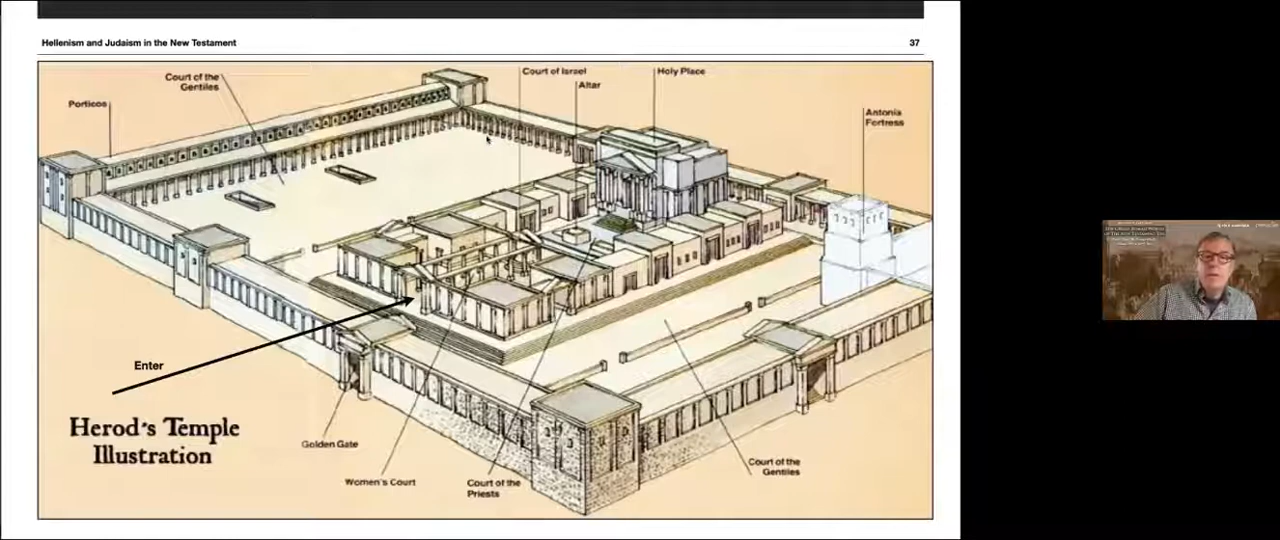 Hellenism and Judaism in the New Testament
37
Court of the
Gentiles
Court of Israel
Holy Place
Altar
Porticos
Antonia
Fortress
Enter
Herod's Temple
Illustration
Golden Gate
Women's Court
Court of the
Priests
Court of the
Gentiles